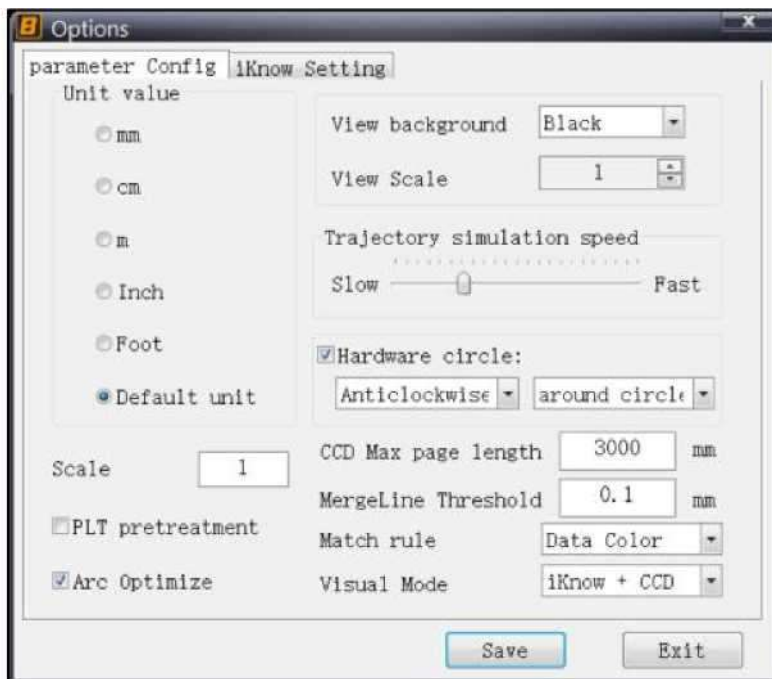 Options
parameter Config iKnow Setting
Unit value
mm
cm
m
Inch
Foot
Default unit
Scale 1
PLT pretreatment
Arc Optimize
View background Black
View Scale 1
Trajectory simulation speed
Slow Fast
Hardware circle:
Anticlockwise around circle
CCD Max page length 3000 mm
MergeLine Threshold 0.1 mm
Match rule Data Color
Visual Mode iKnow + CCD
Save Exit